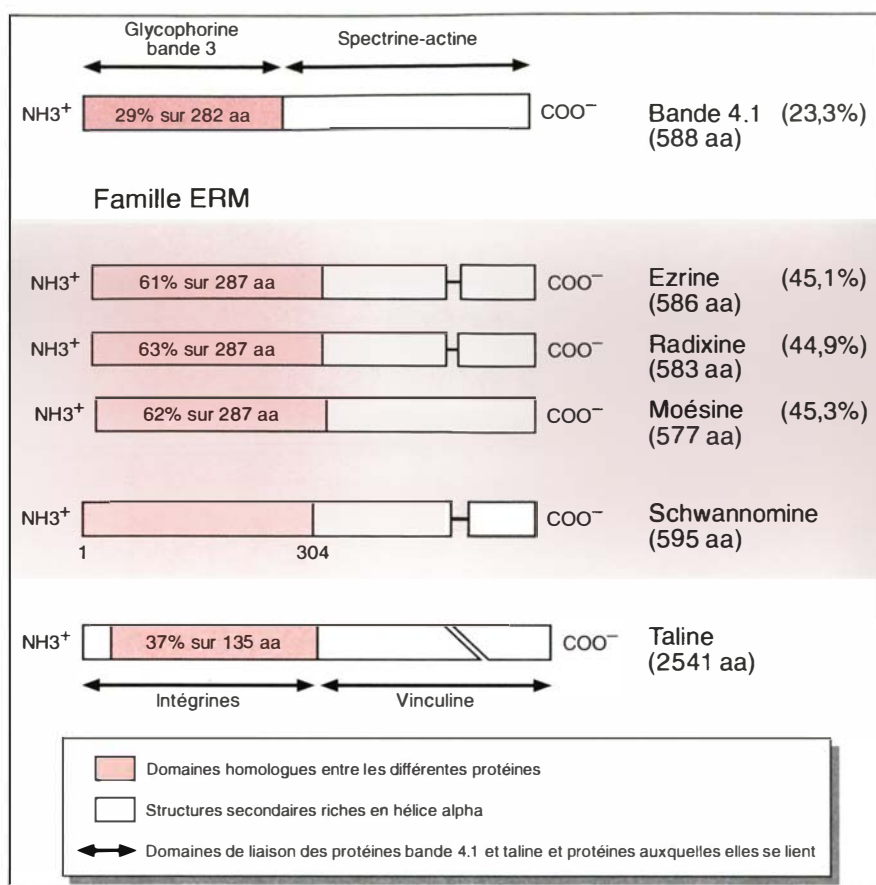 Glycophorine
bande 3
Spectrine-actine
NH3+
29% sur 282 aa
COO−
Bande 4.1 (23,3%)
(588 aa)
Famille ERM
NH3+
61% sur 287 aa
COO−
Ezrine (45,1%)
(586 aa)
NH3+
63% sur 287 aa
COO−
Radixine (44,9%)
(583 aa)
NH3+
62% sur 287 aa
COO−
Moésine (45,3%)
(577 aa)
NH3+
COO−
Schwannomine
(595 aa)
1 304
NH3+
37% sur 135 aa
COO−
Taline
(2541 aa)
Intégrines
Vinculine
Domaines homologues entre les différentes protéines
Structures secondaires riches en hélice alpha
Domaines de liaison des protéines bande 4.1 et taline et protéines auxquelles elles se lient